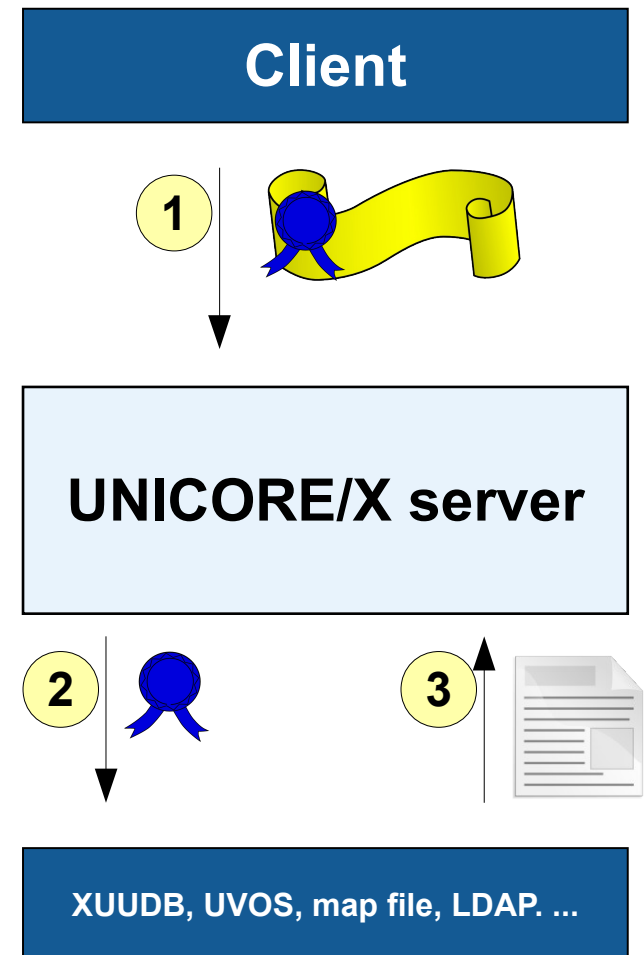 Client
1
UNICORE/X server
2
3
XUUDB, UVOS, map file, LDAP. ...